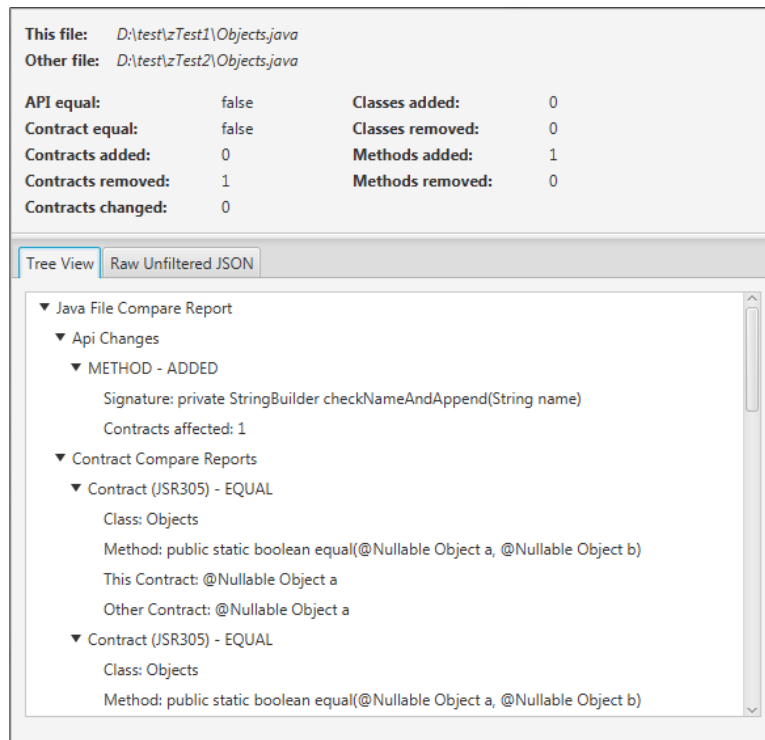 This file: D:\test\zTest1\Objects.java
Other file: D:\test\zTest2\Objects.java
API equal: false Classes added: 0
Contract equal: false Classes removed: 0
Contracts added: 0 Methods added: 1
Contracts removed: 1 Methods removed: 0
Contracts changed: 0
Tree View Raw Unfiltered JSON
Java File Compare Report
Api Changes
METHOD - ADDED
Signature: private StringBuilder checkNameAndAppend(String name)
Contracts affected: 1
Contract Compare Reports
Contract (JSR305) - EQUAL
Class: Objects
Method: public static boolean equal(@Nullable Object a, @Nullable Object b)
This Contract: @Nullable Object a
Other Contract: @Nullable Object a
Contract (JSR305) - EQUAL
Class: Objects
Method: public static boolean equal(@Nullable Object a, @Nullable Object b)